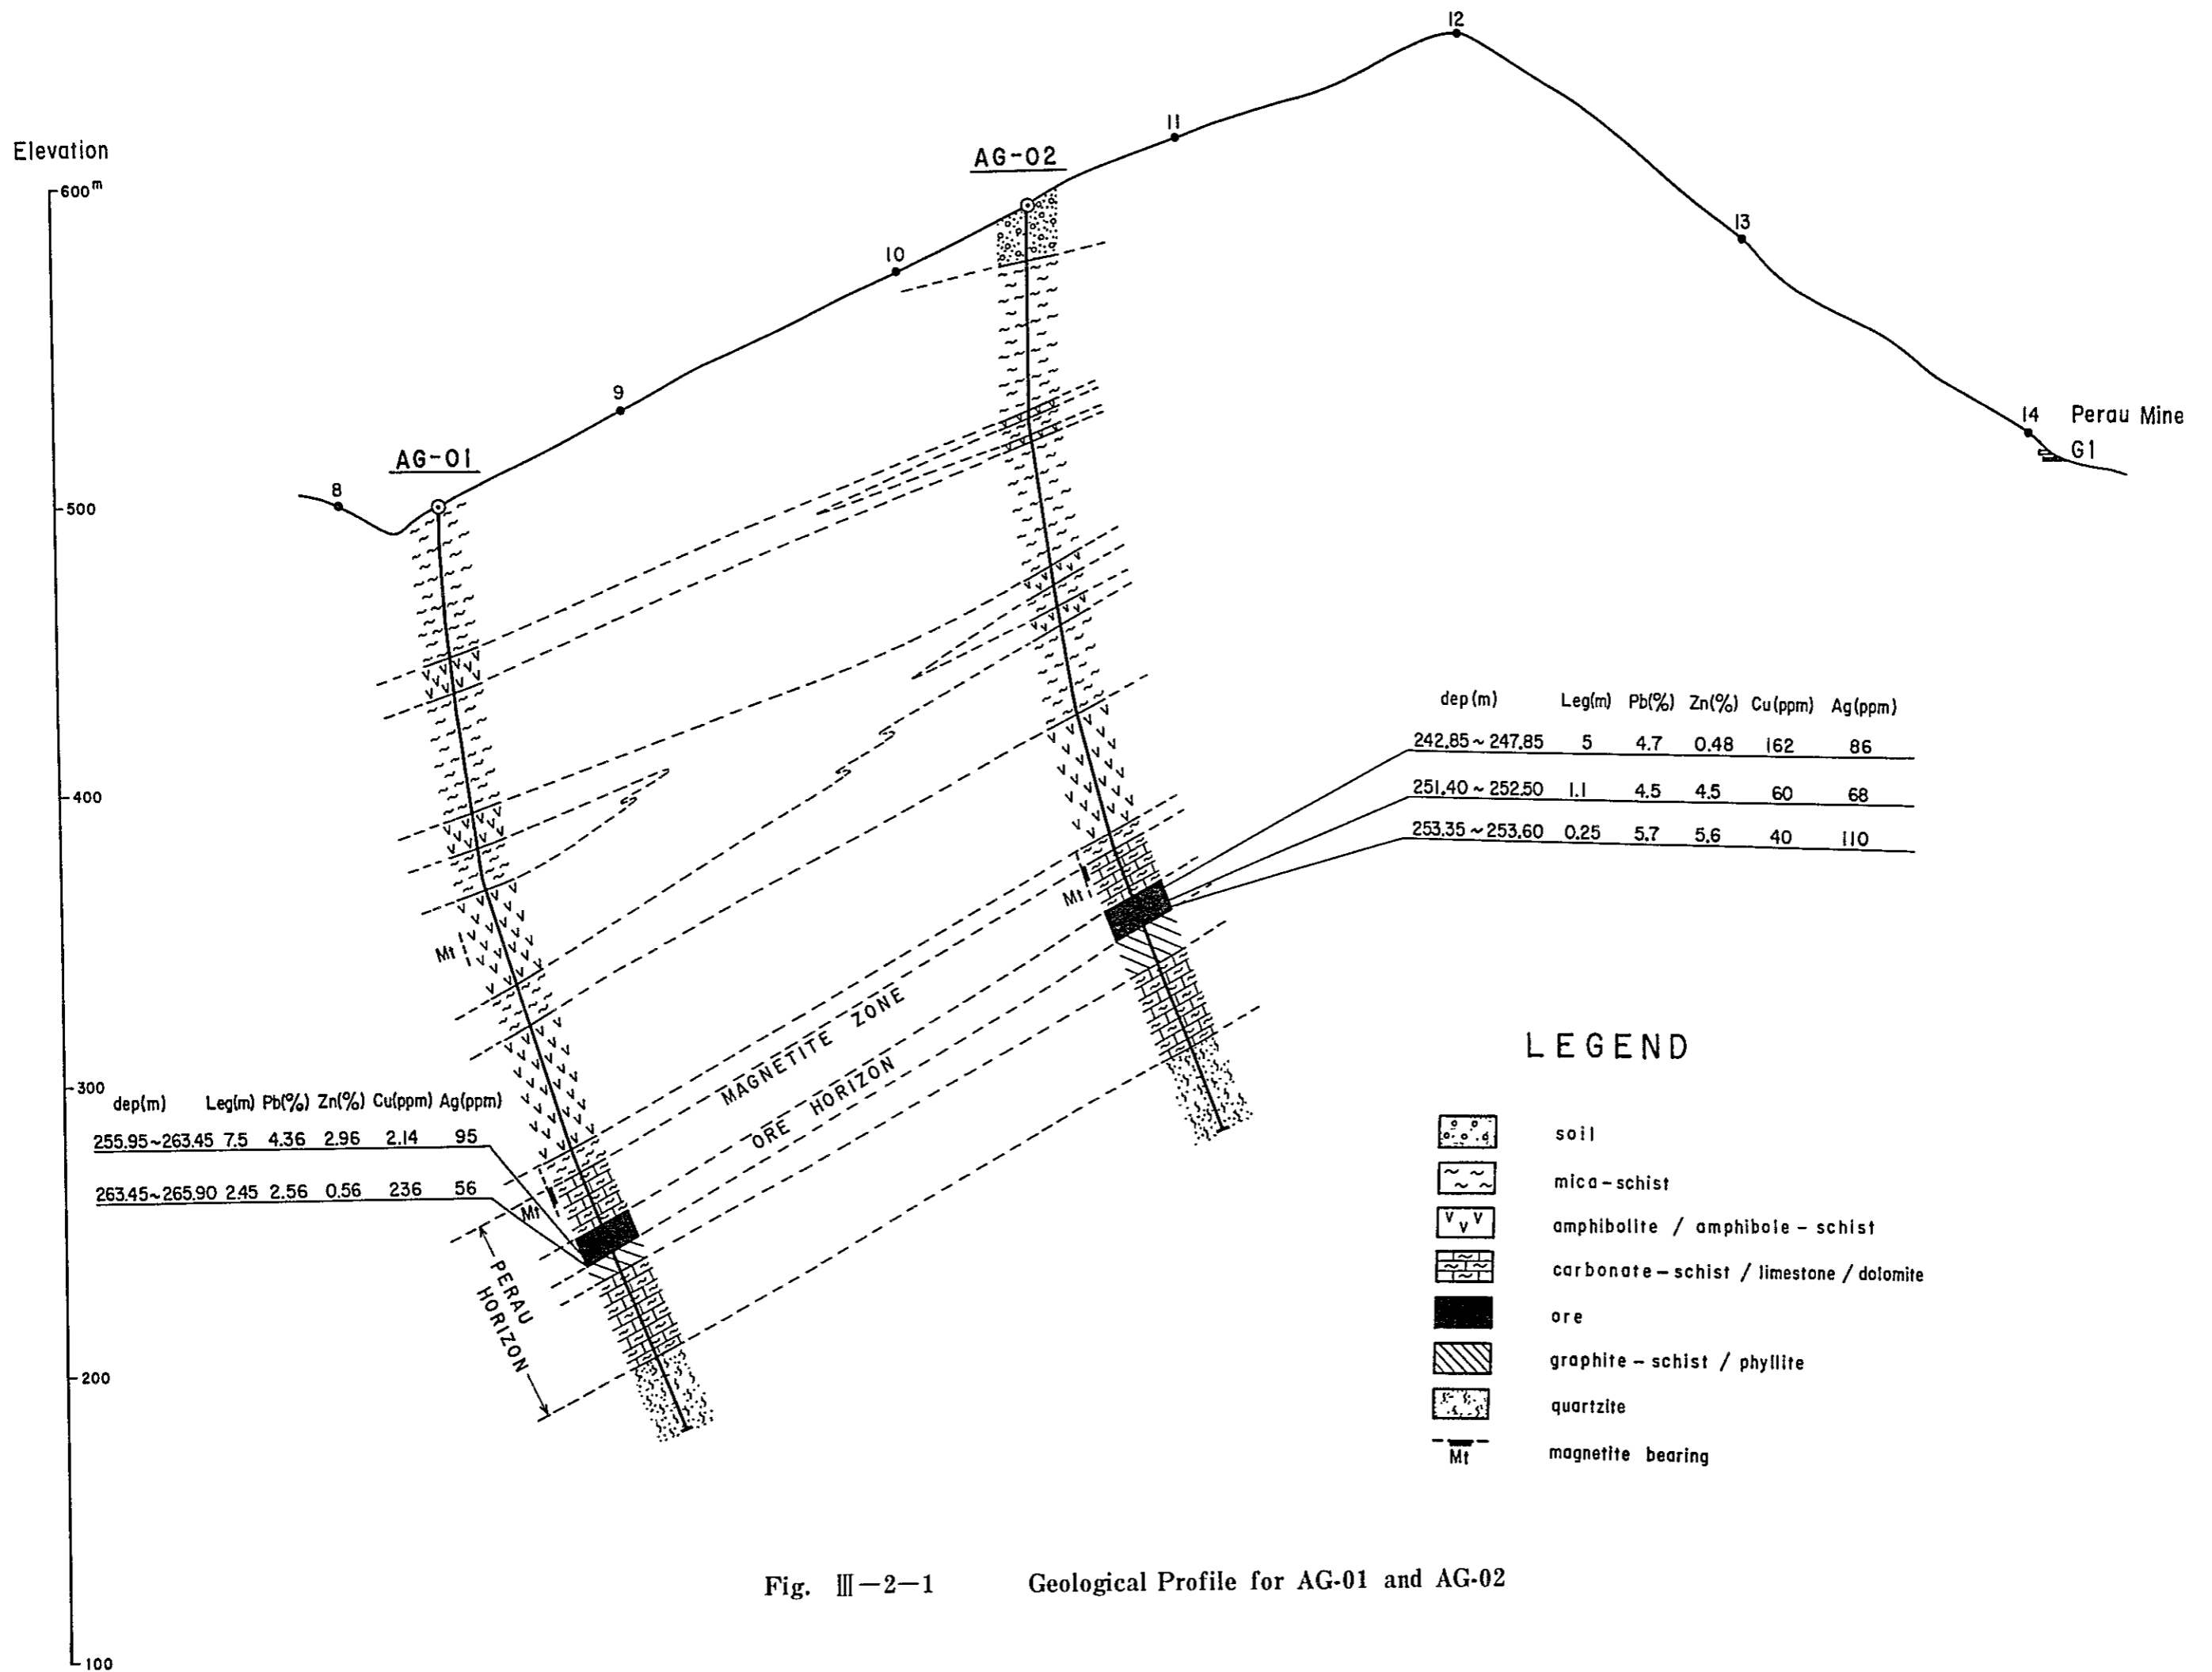 12
11
AG-02
Elevation
600m
13
10
9
14 Perau Mine
G1
AG-01
8
500
dep(m) Leg(m) Pb(%) Zn(%) Cu(ppm) Ag(ppm)
242.85~247.85 5 4.7 0.48 162 86
251.40~252.50 1.1 4.5 4.5 60 68
253.35~253.60 0.25 5.7 5.6 40 110
400
Mt
Mt
MAGNETITE ZONE
ORE HORIZON
300
dep(m) Leg(m) Pb(%) Zn(%) Cu(ppm) Ag(ppm)
255.95~263.45 7.5 4.36 2.96 2.14 95
263.45~265.90 2.45 2.56 0.56 236 56
Mt
PERAU
HORIZON
200
100
LEGEND
soil
mica-schist
amphibolite / amphibole-schist
carbonate-schist / limestone / dolomite
ore
graphite-schist / phyllite
quartzite
Mt magnetite bearing
Fig. III-2-1 Geological Profile for AG-01 and AG-02